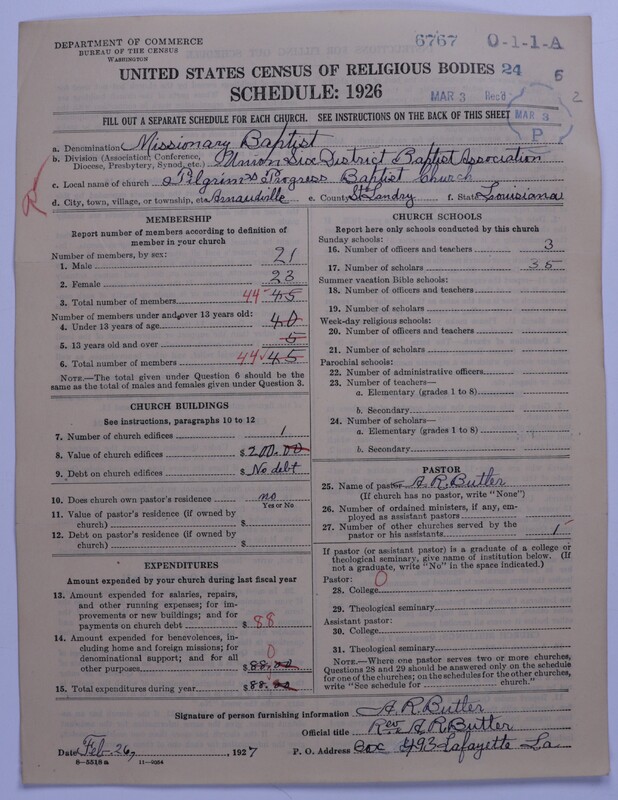 DEPARTMENT OF COMMERCE
BUREAU OF THE CENSUS
WASHINGTON
6767 0-1-1-A
UNITED STATES CENSUS OF RELIGIOUS BODIES 24 6
SCHEDULE: 1926
MAR 3 Rec'd
2
FILL OUT A SEPARATE SCHEDULE FOR EACH CHURCH. SEE INSTRUCTIONS ON THE BACK OF THIS SHEET
MAR 3
P
a. Denomination Missionary Baptist
b. Division (Association, Conference, Diocese, Presbytery, Synod, etc.) Union Six District Baptist Association
c. Local name of church Pilgrims Progress Baptist Church
d. City, town, village, or township, etc. Arnaudville e. County St Landry f. State Louisiana
MEMBERSHIP
Report number of members according to definition of
member in your church
Number of members, by sex:
1. Male 21
2. Female 23
3. Total number of members 44 45
Number of members under and over 13 years old:
4. Under 13 years of age 40
5. 13 years old and over 5
6. Total number of members 44 45
NOTE.—The total given under Question 6 should be
same as the total of males and females given under Question 3.
CHURCH BUILDINGS
See instructions, paragraphs 10 to 12
7. Number of church edifices 1
8. Value of church edifices $ 200.00
9. Debt on church edifices $ No debt
10. Does church own pastor's residence no
Yes or No
11. Value of pastor's residence (if owned by
church) $
12. Debt on pastor's residence (if owned by
church) $
EXPENDITURES
Amount expended by your church during last fiscal year
13. Amount expended for salaries, repairs,
and other running expenses; for im-
provements or new buildings; and for
payments on church debt $ 88
14. Amount expended for benevolences, in-
cluding home and foreign missions; for
denominational support; and for all
other purposes 0 $ 88.00
15. Total expenditures during year $ 88.00
CHURCH SCHOOLS
Report here only schools conducted by this church
Sunday schools:
16. Number of officers and teachers 3
17. Number of scholars 35
Summer vacation Bible schools:
18. Number of officers and teachers
19. Number of scholars
Week-day religious schools:
20. Number of officers and teachers
21. Number of scholars
Parochial schools:
22. Number of administrative officers
23. Number of teachers—
a. Elementary (grades 1 to 8)
b. Secondary
24. Number of scholars—
a. Elementary (grades 1 to 8)
b. Secondary
PASTOR
25. Name of pastor A. R. Butler
(If church has no pastor, write "None")
26. Number of ordained ministers, if any, em-
ployed as assistant pastors
27. Number of other churches served by the
pastor or his assistants 1
If pastor (or assistant pastor) is a graduate of a college or
theological seminary, give name of institution below. (If
not a graduate, write "No" in the space indicated.)
Pastor: 0
28. College
29. Theological seminary
Assistant pastor:
30. College
31. Theological seminary
NOTE.—Where one pastor serves two or more churches,
Questions 28 and 29 should be answered only on the schedule
for one of the churches; on the schedules for the other churches,
write "See schedule for church."
Signature of person furnishing information A. R. Butler
Official title Rev A R Butler
Date Feb-26, 1927 P. O. Address Box 493 Lafayette La
8-5518 a 11-9264